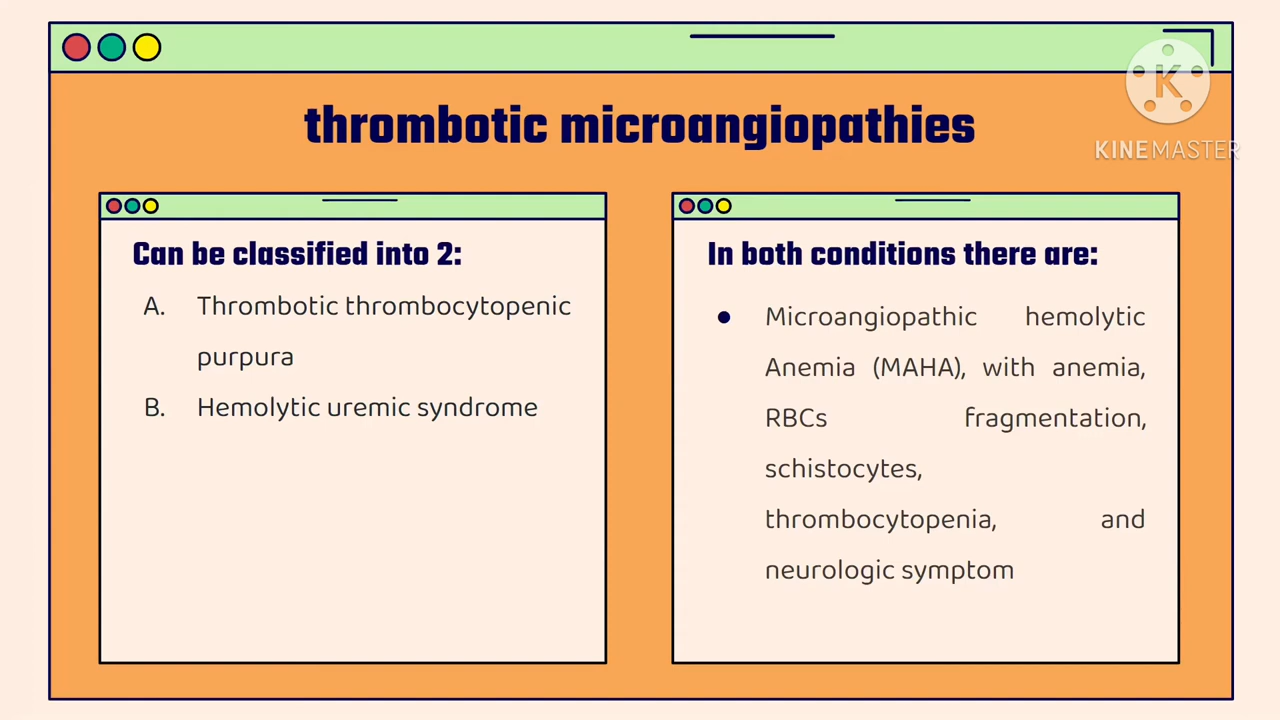 thrombotic microangiopathies
K
KINEMASTER
Can be classified into 2:
A. Thrombotic thrombocytopenic
purpura
B. Hemolytic uremic syndrome
In both conditions there are:
● Microangiopathic hemolytic
Anemia (MAHA), with anemia,
RBCs fragmentation,
schistocytes,
thrombocytopenia, and
neurologic symptom